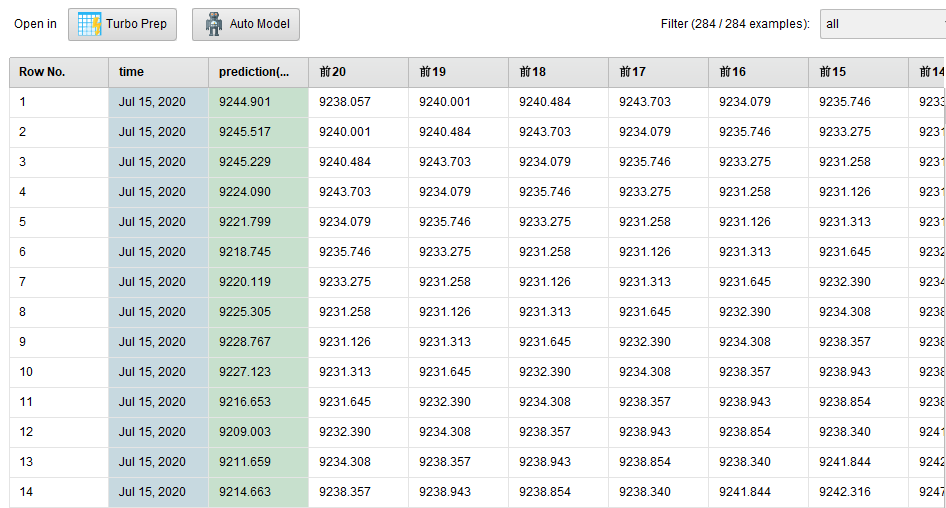 Open in Turbo Prep Auto Model Filter (284 / 284 examples): all
Row No. time prediction(... 前20 前19 前18 前17 前16 前15 前14
1 Jul 15, 2020 9244.901 9238.057 9240.001 9240.484 9243.703 9234.079 9235.746 9233
2 Jul 15, 2020 9245.517 9240.001 9240.484 9243.703 9234.079 9235.746 9233.275 9231
3 Jul 15, 2020 9245.229 9240.484 9243.703 9234.079 9235.746 9233.275 9231.258 9231
4 Jul 15, 2020 9224.090 9243.703 9234.079 9235.746 9233.275 9231.258 9231.126 9231
5 Jul 15, 2020 9221.799 9234.079 9235.746 9233.275 9231.258 9231.126 9231.313 9231
6 Jul 15, 2020 9218.745 9235.746 9233.275 9231.258 9231.126 9231.313 9231.645 9232
7 Jul 15, 2020 9220.119 9233.275 9231.258 9231.126 9231.313 9231.645 9232.390 9234
8 Jul 15, 2020 9225.305 9231.258 9231.126 9231.313 9231.645 9232.390 9234.308 9238
9 Jul 15, 2020 9228.767 9231.126 9231.313 9231.645 9232.390 9234.308 9238.357 9238
10 Jul 15, 2020 9227.123 9231.313 9231.645 9232.390 9234.308 9238.357 9238.943 9238
11 Jul 15, 2020 9216.653 9231.645 9232.390 9234.308 9238.357 9238.943 9238.854 9238
12 Jul 15, 2020 9209.003 9232.390 9234.308 9238.357 9238.943 9238.854 9238.340 9241
13 Jul 15, 2020 9211.659 9234.308 9238.357 9238.943 9238.854 9238.340 9241.844 9242
14 Jul 15, 2020 9214.663 9238.357 9238.943 9238.854 9238.340 9241.844 9242.316 9247